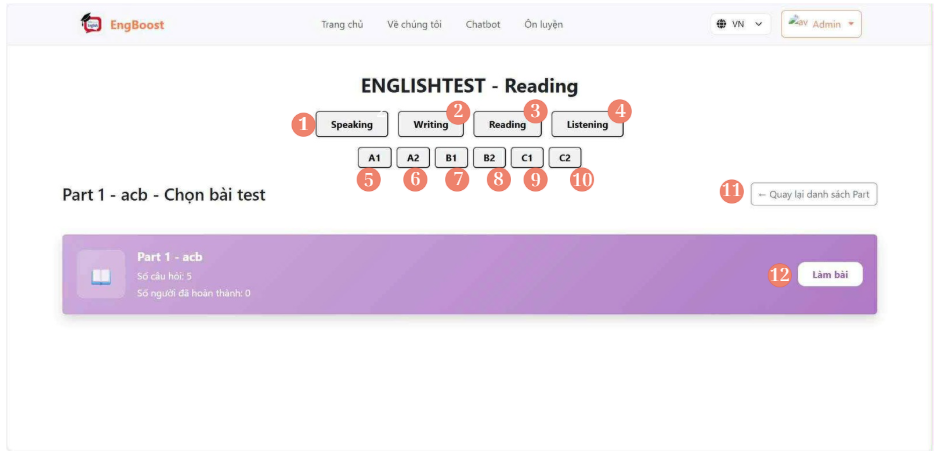 EngBoost Trang chủ Về chúng tôi Chatbot Ôn luyện VN av Admin
ENGLISHTEST - Reading
1 Speaking Writing 2 Reading 3 Listening 4
A1 A2 B1 B2 C1 C2
5 6 7 8 9 10
Part 1 - acb - Chọn bài test 11 ← Quay lại danh sách Part
Part 1 - acb
Số câu hỏi: 5
12 Làm bài
Số người đã hoàn thành: 0